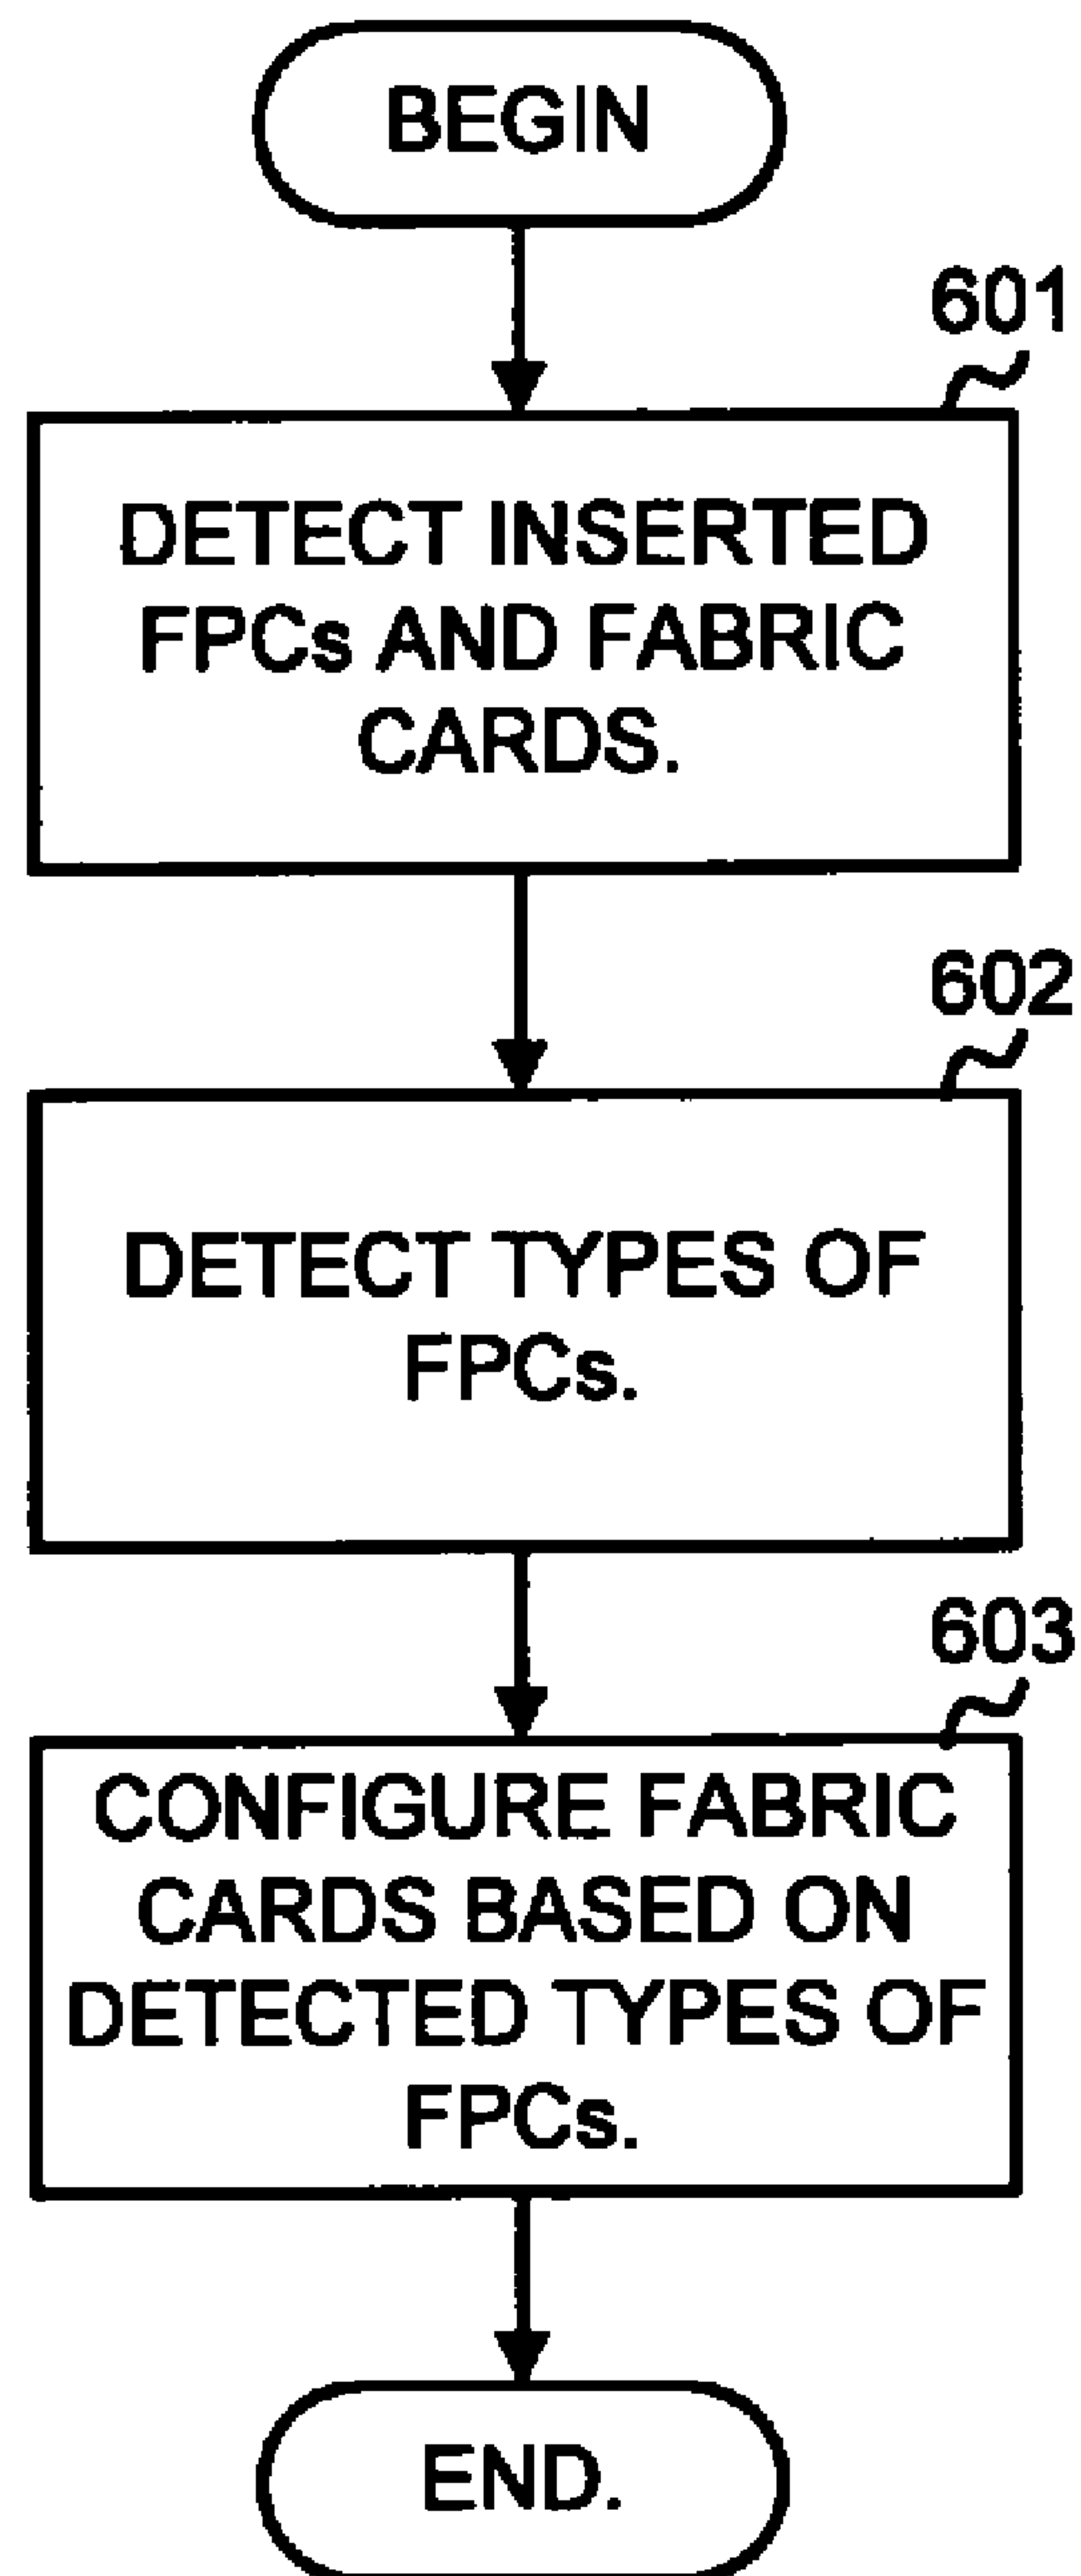 BEGIN
601
DETECT INSERTED
FPCs AND FABRIC
CARDS.
602
DETECT TYPES OF
FPCs.
603
CONFIGURE FABRIC
CARDS BASED ON
DETECTED TYPES OF
FPCs.
END.